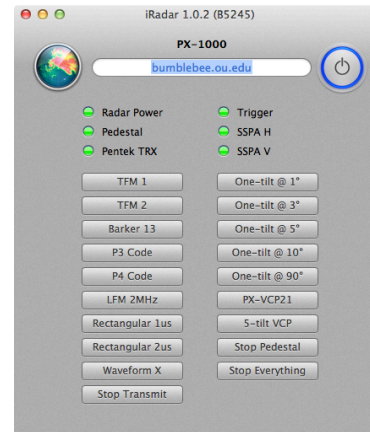 iRadar 1.0.2 (B5245)
PX-1000
bumblebee.ou.edu
Radar Power
Trigger
Pedestal
SSPA H
Pentek TRX
SSPA V
TFM 1
One-tilt @ 1°
TFM 2
One-tilt @ 3°
Barker 13
One-tilt @ 5°
P3 Code
One-tilt @ 10°
P4 Code
One-tilt @ 90°
LFM 2MHz
PX-VCP21
Rectangular 1us
5-tilt VCP
Rectangular 2us
Stop Pedestal
Waveform X
Stop Everything
Stop Transmit